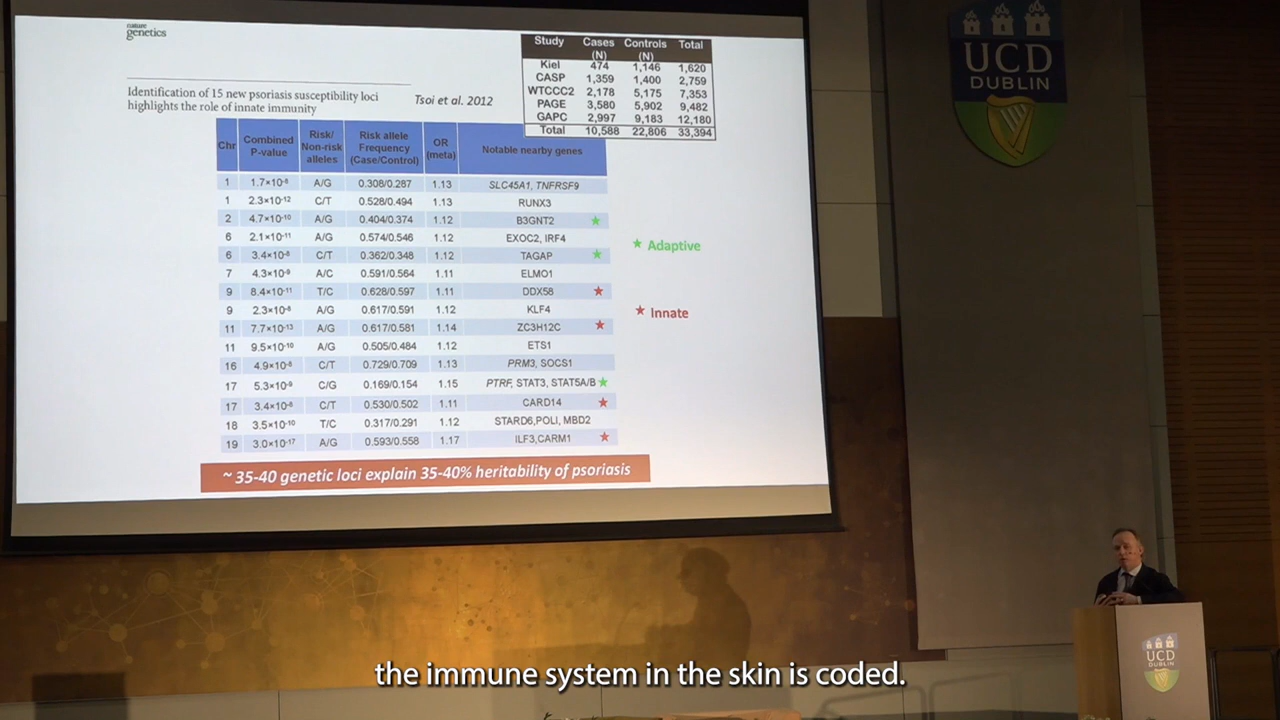 nature
genetics
Identification of 15 new psoriasis susceptibility loci
highlights the role of innate immunity
Tsoi et al. 2012
Study Cases (N) Controls (N) Total
Kiel 474 1,146 1,620
CASP 1,359 1,400 2,759
WTCCC2 2,178 5,175 7,353
PAGE 3,580 5,902 9,482
GAPC 2,997 9,183 12,180
Total 10,588 22,806 33,394
Chr Combined P-value Risk/Non-risk alleles Risk allele Frequency (Case/Control) OR (meta) Notable nearby genes
1 1.7×10-8 A/G 0.308/0.287 1.13 SLC45A1, TNFRSF9
1 2.3×10-12 C/T 0.528/0.494 1.13 RUNX3
2 4.7×10-10 A/G 0.404/0.374 1.12 B3GNT2
6 2.1×10-11 A/G 0.574/0.546 1.12 EXOC2, IRF4
6 3.4×10-8 C/T 0.362/0.348 1.12 TAGAP
7 4.3×10-9 A/C 0.591/0.564 1.11 ELMO1
9 8.4×10-11 T/C 0.628/0.597 1.11 DDX58
9 2.3×10-8 A/G 0.617/0.591 1.12 KLF4
11 7.7×10-13 A/G 0.617/0.581 1.14 ZC3H12C
11 9.5×10-10 A/G 0.505/0.484 1.12 ETS1
16 4.9×10-8 C/T 0.729/0.709 1.13 PRM3, SOCS1
17 5.3×10-9 C/G 0.169/0.154 1.15 PTRF, STAT3, STAT5A/B
17 3.4×10-8 C/T 0.530/0.502 1.11 CARD14
18 3.5×10-10 T/C 0.317/0.291 1.12 STARD6,POLI, MBD2
19 3.0×10-17 A/G 0.593/0.558 1.17 ILF3,CARM1
Adaptive
Innate
~ 35-40 genetic loci explain 35-40% heritability of psoriasis
UCD
DUBLIN
UCD
DUBLIN
the immune system in the skin is coded.